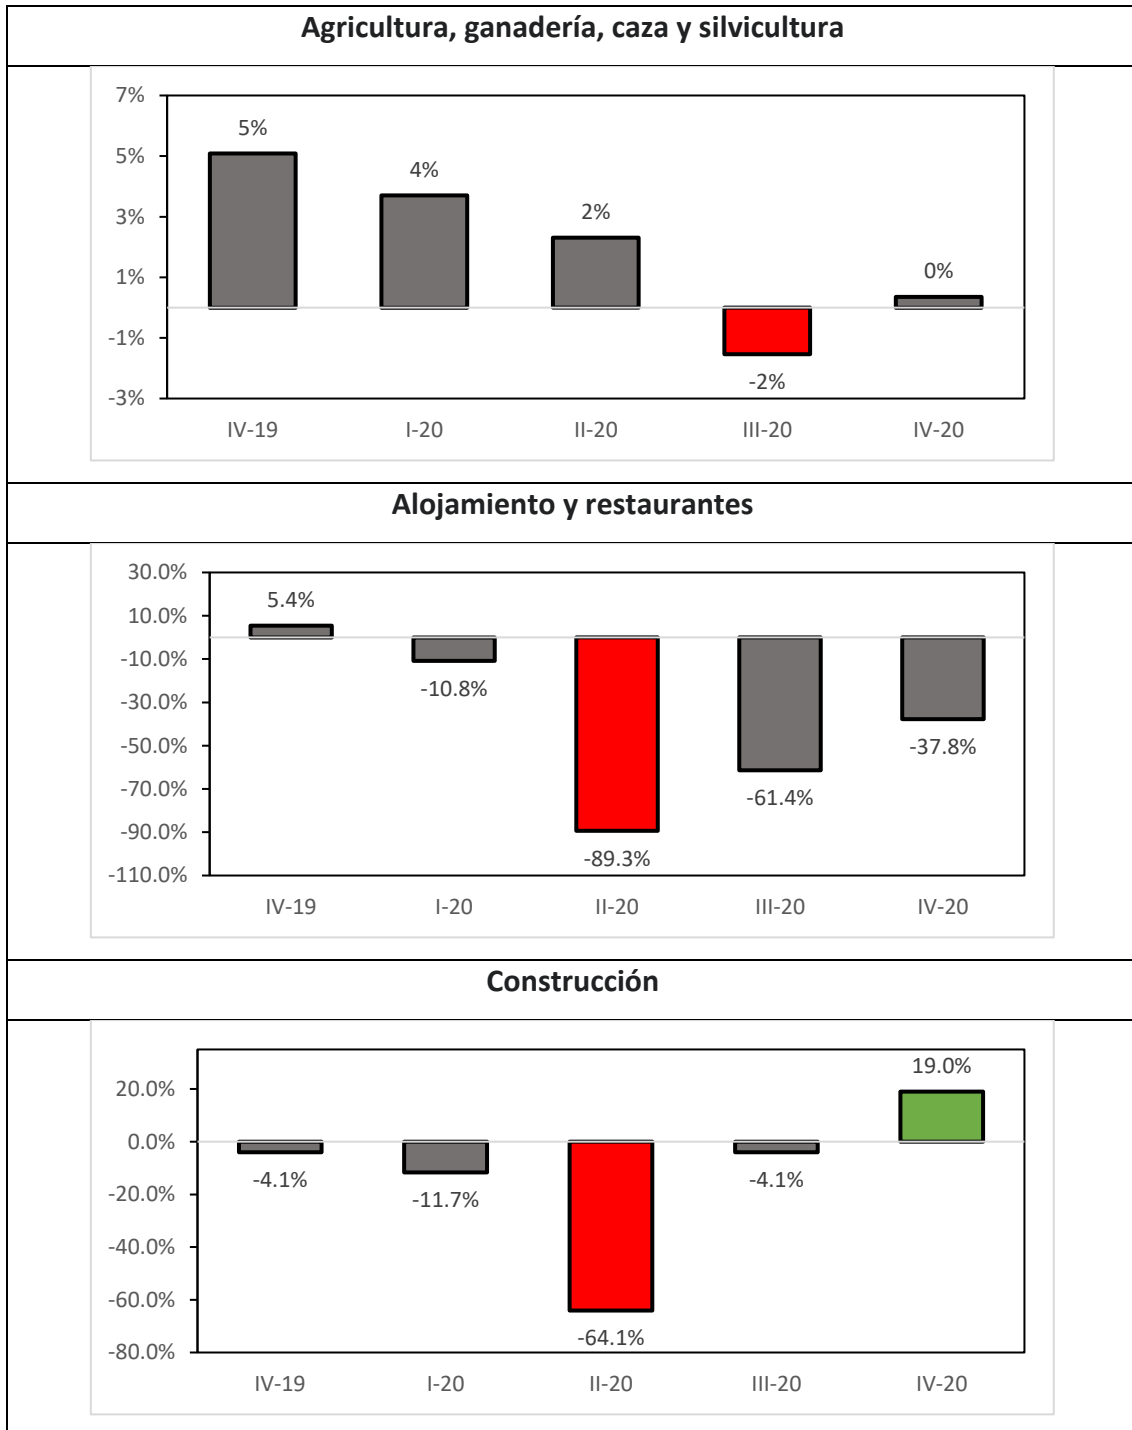 Agricultura, ganadería, caza y silvicultura
7%
5%
3%
1%
-1%
-3%
5%
4%
2%
-2%
0%
IV-19
I-20
II-20
III-20
IV-20
Alojamiento y restaurantes
30.0%
10.0%
-10.0%
-30.0%
-50.0%
-70.0%
-90.0%
-110.0%
5.4%
-10.8%
-89.3%
-61.4%
-37.8%
IV-19
I-20
II-20
III-20
IV-20
Construcción
20.0%
0.0%
-20.0%
-40.0%
-60.0%
-80.0%
-4.1%
-11.7%
-64.1%
-4.1%
19.0%
IV-19
I-20
II-20
III-20
IV-20